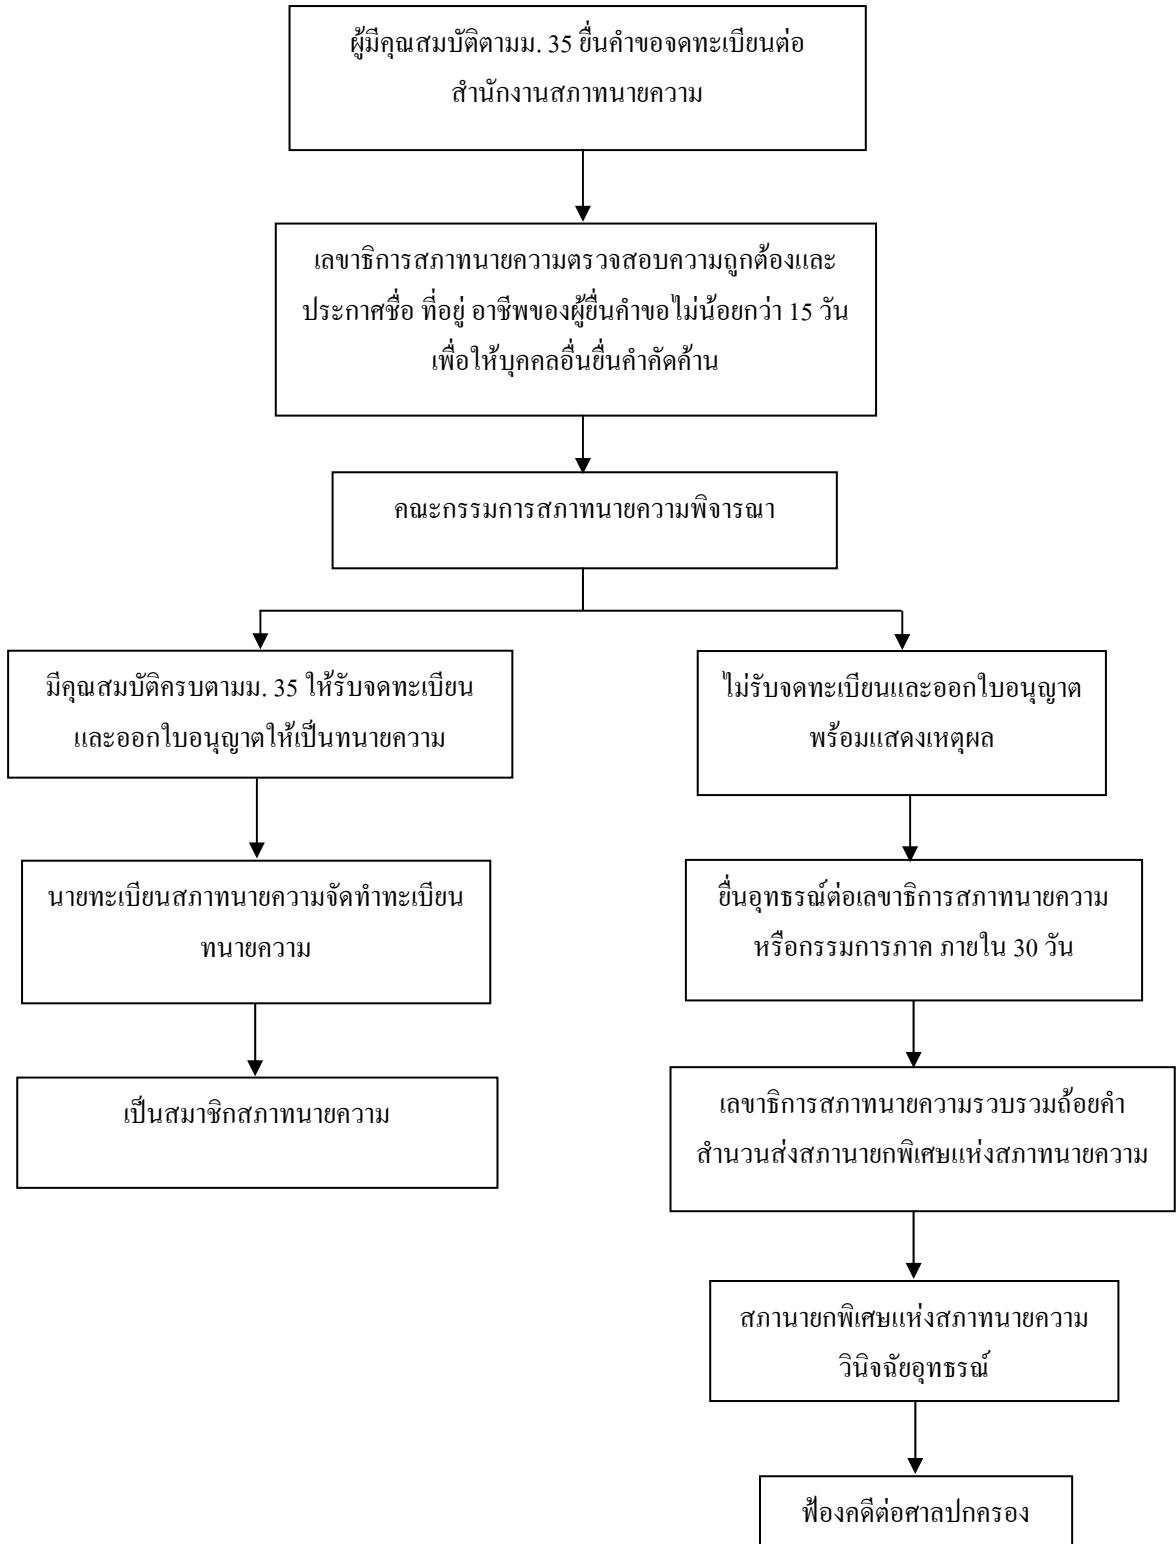 ผู้มีคุณสมบัติตามม. 35 ยื่นคำขอจดทะเบียนต่อ
สำนักงานสภาทนายความ
เลขาธิการสภาทนายความตรวจสอบความถูกต้องและ
ประกาศชื่อ ที่อยู่ อาชีพของผู้ยื่นคำขอไม่น้อยกว่า 15 วัน
เพื่อให้บุคคลอื่นยื่นคำคัดค้าน
คณะกรรมการสภาทนายความพิจารณา
มีคุณสมบัติครบตามม. 35 ให้รับจดทะเบียน
และออกใบอนุญาตให้เป็นทนายความ
นายทะเบียนสภาทนายความจัดทำทะเบียน
ทนายความ
เป็นสมาชิกสภาทนายความ
ไม่รับจดทะเบียนและออกใบอนุญาต
พร้อมแสดงเหตุผล
ยื่นอุทธรณ์ต่อเลขาธิการสภาทนายความ
หรือกรรมการภาค ภายใน 30 วัน
เลขาธิการสภาทนายความรวบรวมถ้อยคำ
สำนวนส่งสภานายกพิเศษแห่งสภาทนายความ
สภานายกพิเศษแห่งสภาทนายความ
วินิจฉัยอุทธรณ์
ฟ้องคดีต่อศาลปกครอง